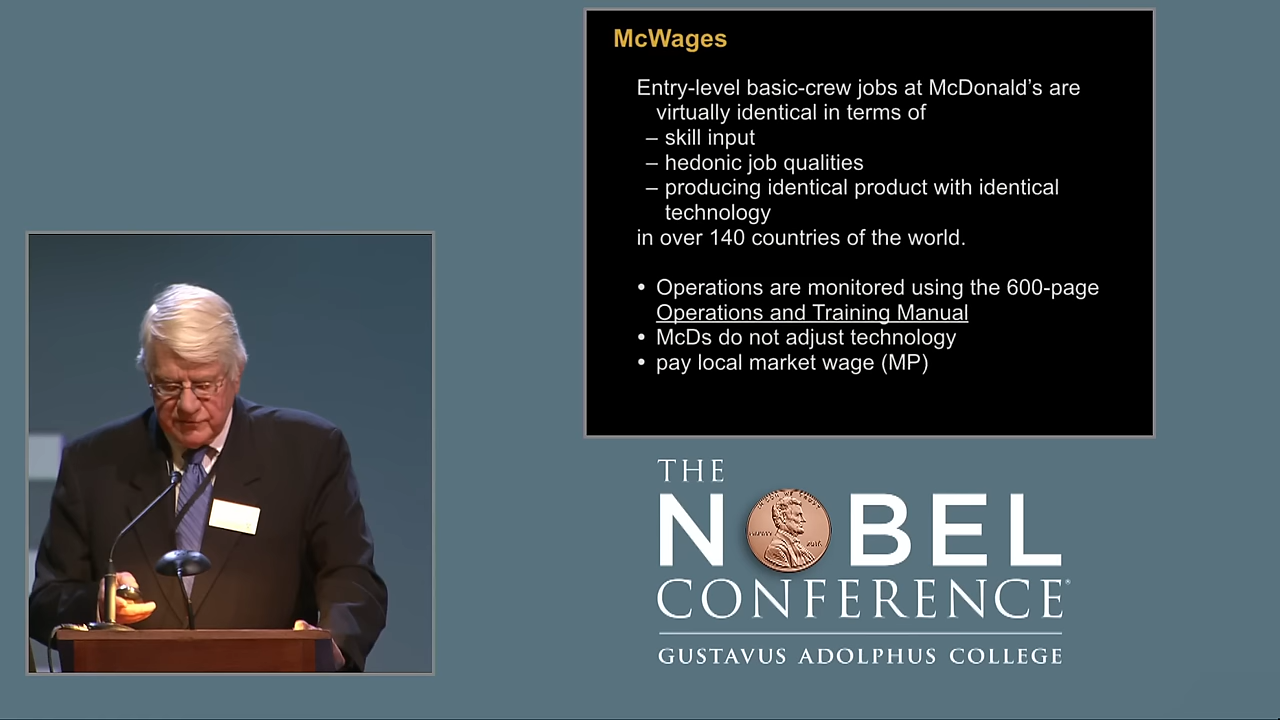 McWages
Entry-level basic-crew jobs at McDonald's are
virtually identical in terms of
– skill input
– hedonic job qualities
– producing identical product with identical
technology
in over 140 countries of the world.
• Operations are monitored using the 600-page
Operations and Training Manual
• McDs do not adjust technology
• pay local market wage (MP)
THE
NOBEL
CONFERENCE®
GUSTAVUS ADOLPHUS COLLEGE